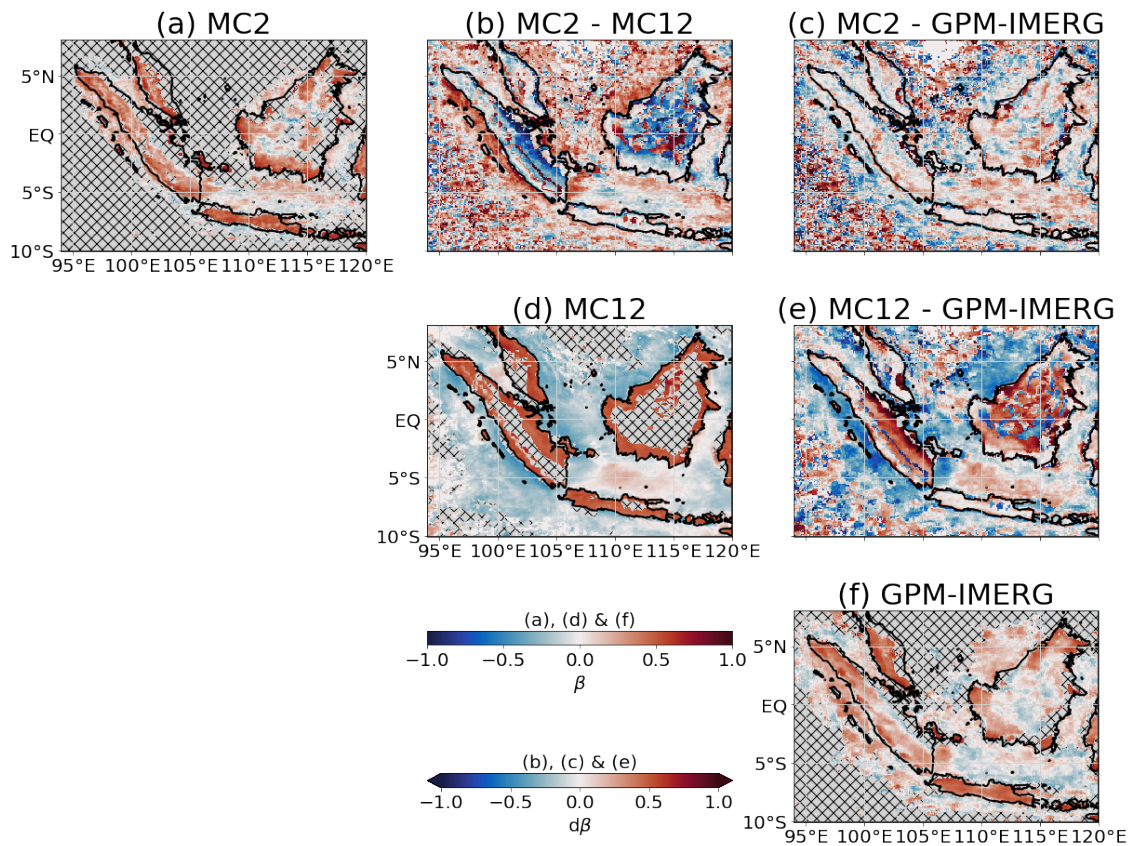 (a) MC2
(b) MC2 - MC12
(c) MC2 - GPM-IMERG
5°N
EQ
5°S
10°S
95°E 100°E 105°E 110°E 115°E 120°E
(d) MC12
(e) MC12 - GPM-IMERG
5°N
EQ
5°S
10°S
95°E 100°E 105°E 110°E 115°E 120°E
(f) GPM-IMERG
5°N
EQ
5°S
10°S
95°E 100°E 105°E 110°E 115°E 120°E
(a), (d) & (f)
−1.0 −0.5 0.0 0.5 1.0
β
(b), (c) & (e)
−1.0 −0.5 0.0 0.5 1.0
dβ